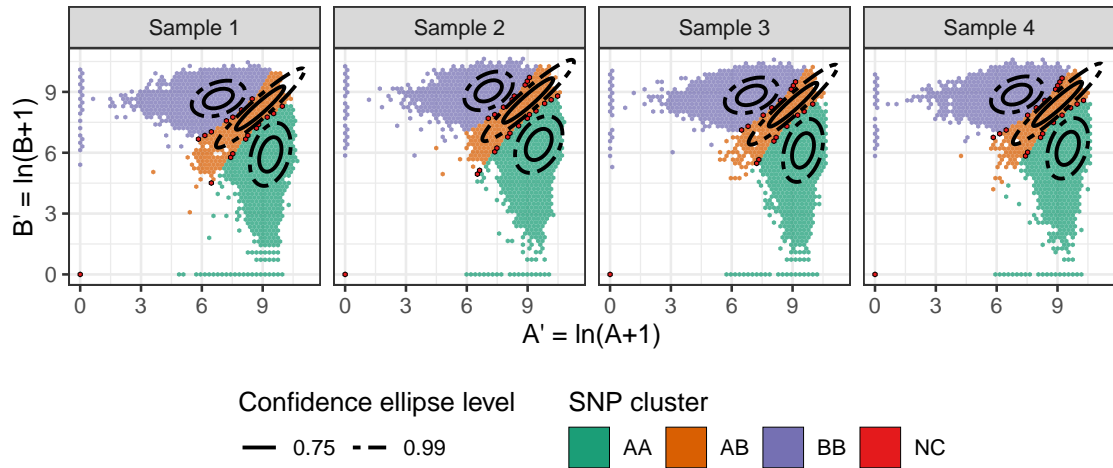 Sample 1
Sample 2
Sample 3
Sample 4
B' = ln(B+1)
9
6
3
0
0 3 6 9
0 3 6 9
0 3 6 9
0 3 6 9
A' = ln(A+1)
Confidence ellipse level
0.75 0.99
SNP cluster
AA AB BB NC